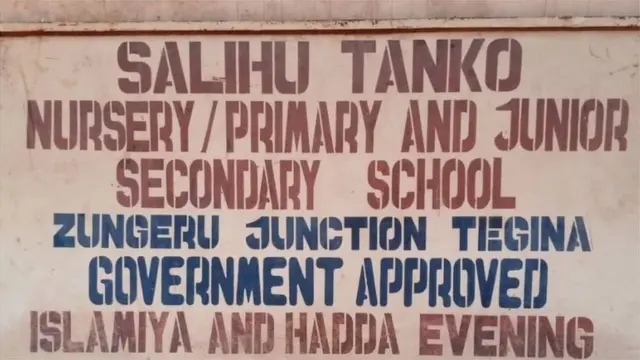 SALIHU TANKO
NURSERY/PRIMARY AND JUNIOR
SECONDARY SCHOOL
ZUNGERU JUNCTION TEGINA
GOVERNMENT APPROVED
ISLAMIYA AND HADDA EVENING